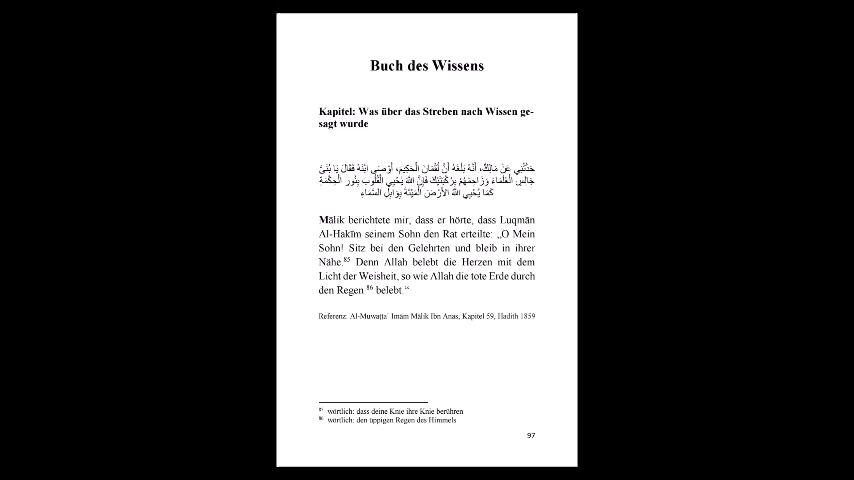 Buch des Wissens
Kapitel: Was über das Streben nach Wissen ge-
sagt wurde
حَدَّثَنِي عَنْ مَالِكٍ، أَنَّهُ بَلَغَهُ أَنَّ لُقْمَانَ الْحَكِيمَ، أَوْصَى ابْنَهُ فَقَالَ يَا بُنَىَّ
جَالِسِ الْعُلَمَاءَ وَزَاحِمْهُمْ بِرُكْبَتَيْكَ فَإِنَّ اللَّهَ يُحْيِي الْقُلُوبَ بِنُورِ الْحِكْمَةِ
كَمَا يُحْيِي اللَّهُ الأَرْضَ الْمَيْتَةَ بِوَابِلِ السَّمَاءِ
Mālik berichtete mir, dass er hörte, dass Luqmān
Al-Hakīm seinem Sohn den Rat erteilte: „O Mein
Sohn! Sitz bei den Gelehrten und bleib in ihrer
Nähe.⁸⁵ Denn Allah belebt die Herzen mit dem
Licht der Weisheit, so wie Allah die tote Erde durch
den Regen ⁸⁶ belebt.“
Referenz: Al-Muwaṭṭaʾ Imām Mālik Ibn Anas, Kapitel 59, Hadith 1859
⁸⁵ wörtlich: dass deine Knie ihre Knie berühren
⁸⁶ wörtlich: den üppigen Regen des Himmels
97